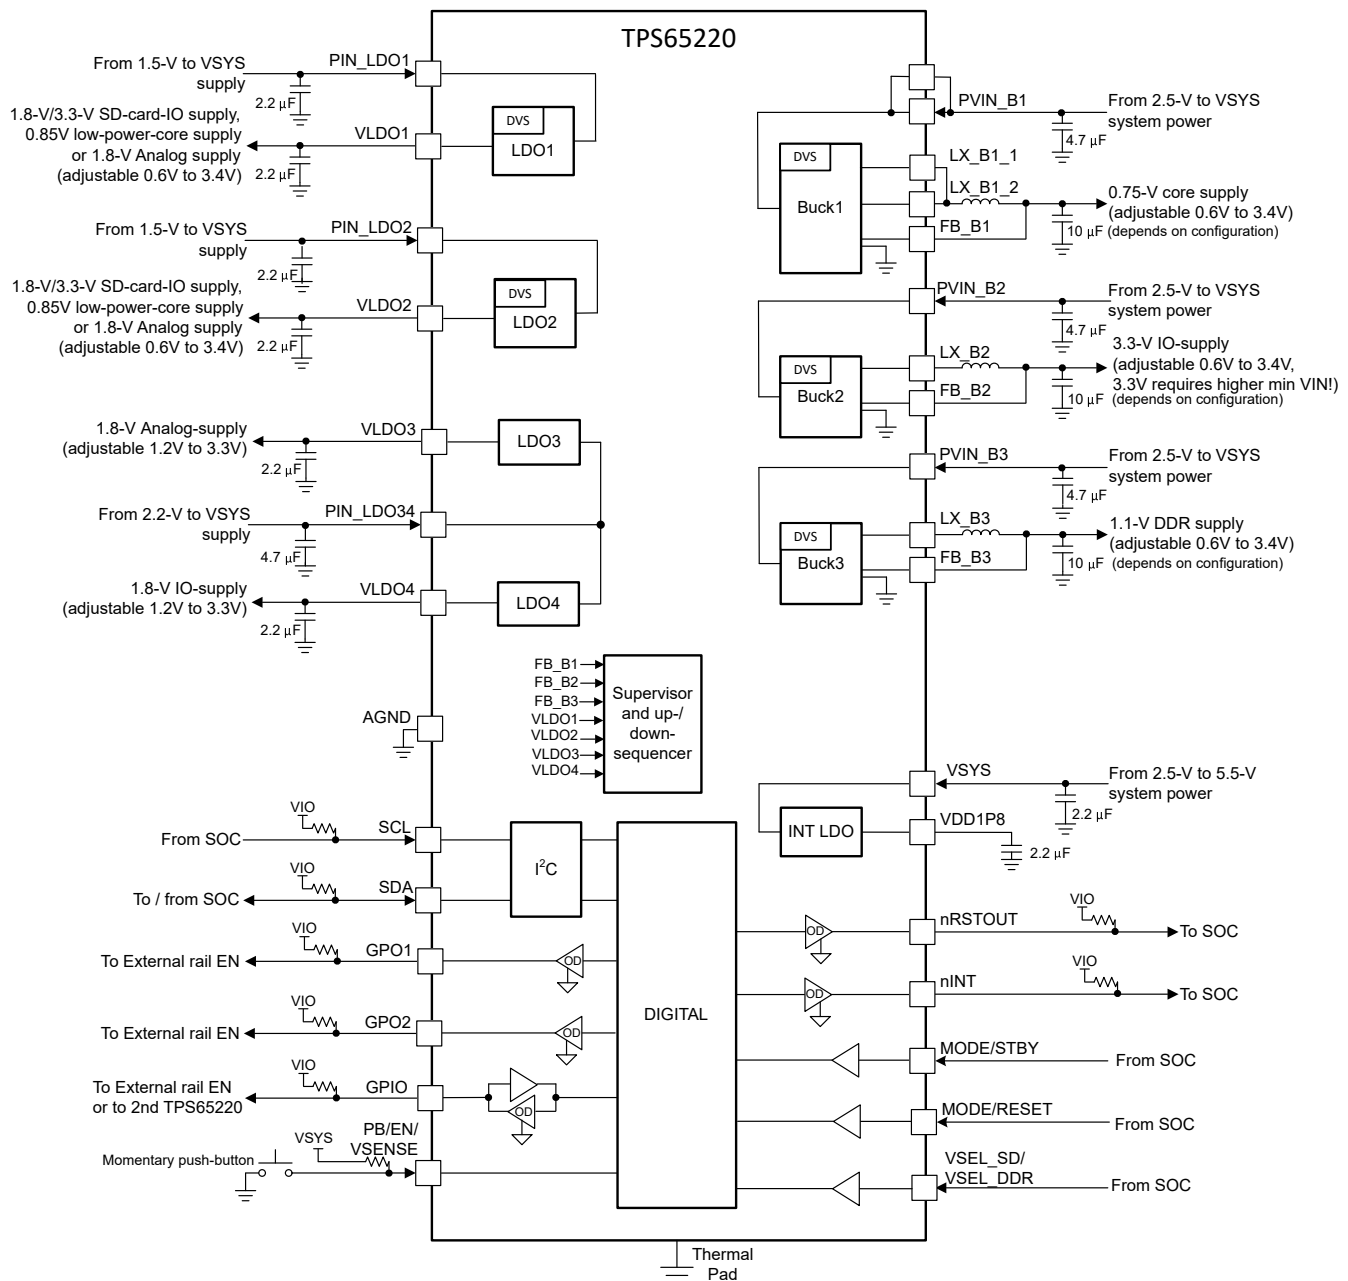 TPS65220
From 1.5-V to VSYS
supply
PIN_LDO1
2.2 μF
1.8-V/3.3-V SD-card-IO supply,
0.85V low-power-core supply
or 1.8-V Analog supply
(adjustable 0.6V to 3.4V)
VLDO1
2.2 μF
DVS
LDO1
From 1.5-V to VSYS
supply
PIN_LDO2
2.2 μF
1.8-V/3.3-V SD-card-IO supply,
0.85V low-power-core supply
or 1.8-V Analog supply
(adjustable 0.6V to 3.4V)
VLDO2
2.2 μF
DVS
LDO2
1.8-V Analog-supply
(adjustable 1.2V to 3.3V)
VLDO3
2.2 μF
LDO3
From 2.2-V to VSYS
supply
PIN_LDO34
4.7 μF
1.8-V IO-supply
(adjustable 1.2V to 3.3V)
VLDO4
2.2 μF
LDO4
PVIN_B1
From 2.5-V to VSYS
system power
4.7 μF
DVS
Buck1
LX_B1_1
LX_B1_2
FB_B1
0.75-V core supply
(adjustable 0.6V to 3.4V)
(depends on configuration)
10 μF
PVIN_B2
From 2.5-V to VSYS
system power
4.7 μF
DVS
Buck2
LX_B2
FB_B2
3.3-V IO-supply
(adjustable 0.6V to 3.4V,
3.3V requires higher min VIN!)
(depends on configuration)
10 μF
PVIN_B3
From 2.5-V to VSYS
system power
4.7 μF
DVS
Buck3
LX_B3
FB_B3
1.1-V DDR supply
(adjustable 0.6V to 3.4V)
(depends on configuration)
10 μF
FB_B1
FB_B2
FB_B3
VLDO1
VLDO2
VLDO3
VLDO4
Supervisor
and up-/
down-
sequencer
AGND
VSYS
From 2.5-V to 5.5-V
system power
2.2 μF
INT LDO
VDD1P8
2.2 μF
From SOC
VIO
SCL
I²C
To / from SOC
VIO
SDA
To External rail EN
VIO
GPO1
OD
To External rail EN
VIO
GPO2
OD
To External rail EN
or to 2nd TPS65220
VIO
GPIO
OD
Momentary push-button
VSYS
PB/EN/
VSENSE
DIGITAL
OD
nRSTOUT
VIO
To SOC
OD
nINT
VIO
To SOC
MODE/STBY
From SOC
MODE/RESET
From SOC
VSEL_SD/
VSEL_DDR
From SOC
Thermal
Pad